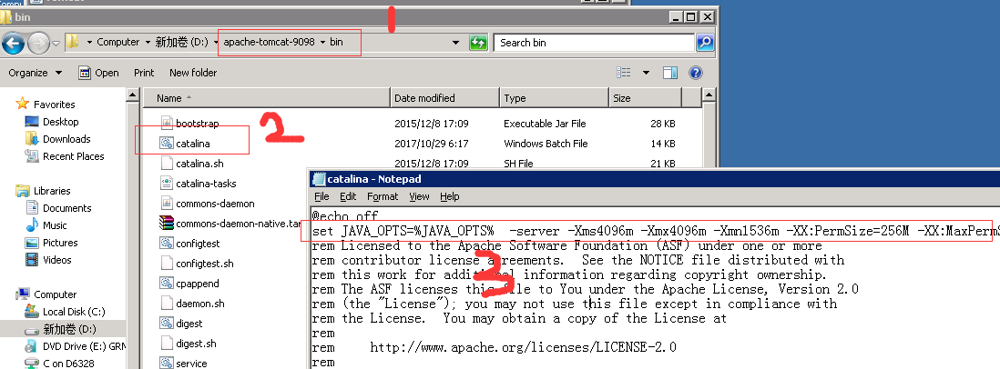 bin
1
Computer 新加卷 (D:) apache-tomcat-9098 bin
Search bin
Organize Open Print New folder
Favorites
Desktop
Downloads
Recent Places
Libraries
Documents
Music
Pictures
Videos
Computer
Local Disk (C:)
新加卷 (D:)
DVD Drive (E:) GRM
C on D6328
Name Date modified Type Size
bootstrap 2015/12/8 17:09 Executable Jar File 28 KB
catalina 2017/10/29 6:17 Windows Batch File 14 KB
2
catalina.sh 2015/12/8 17:09 SH File 21 KB
catalina-tasks
commons-daemon
commons-daemon-native.tar
configtest
configtest.sh
cpappend
daemon.sh
digest
digest.sh
service
catalina - Notepad
File Edit Format View Help
@echo off
set JAVA_OPTS=%JAVA_OPTS% -server -Xms4096m -Xmx4096m -Xmn1536m -XX:PermSize=256M -XX:MaxPermS
rem Licensed to the Apache Software Foundation (ASF) under one or more
rem contributor license agreements. See the NOTICE file distributed with
rem this work for additional information regarding copyright ownership.
rem The ASF licenses this file to You under the Apache License, Version 2.0
rem (the "License"); you may not use this file except in compliance with
rem the License. You may obtain a copy of the License at
rem
rem http://www.apache.org/licenses/LICENSE-2.0
rem
3